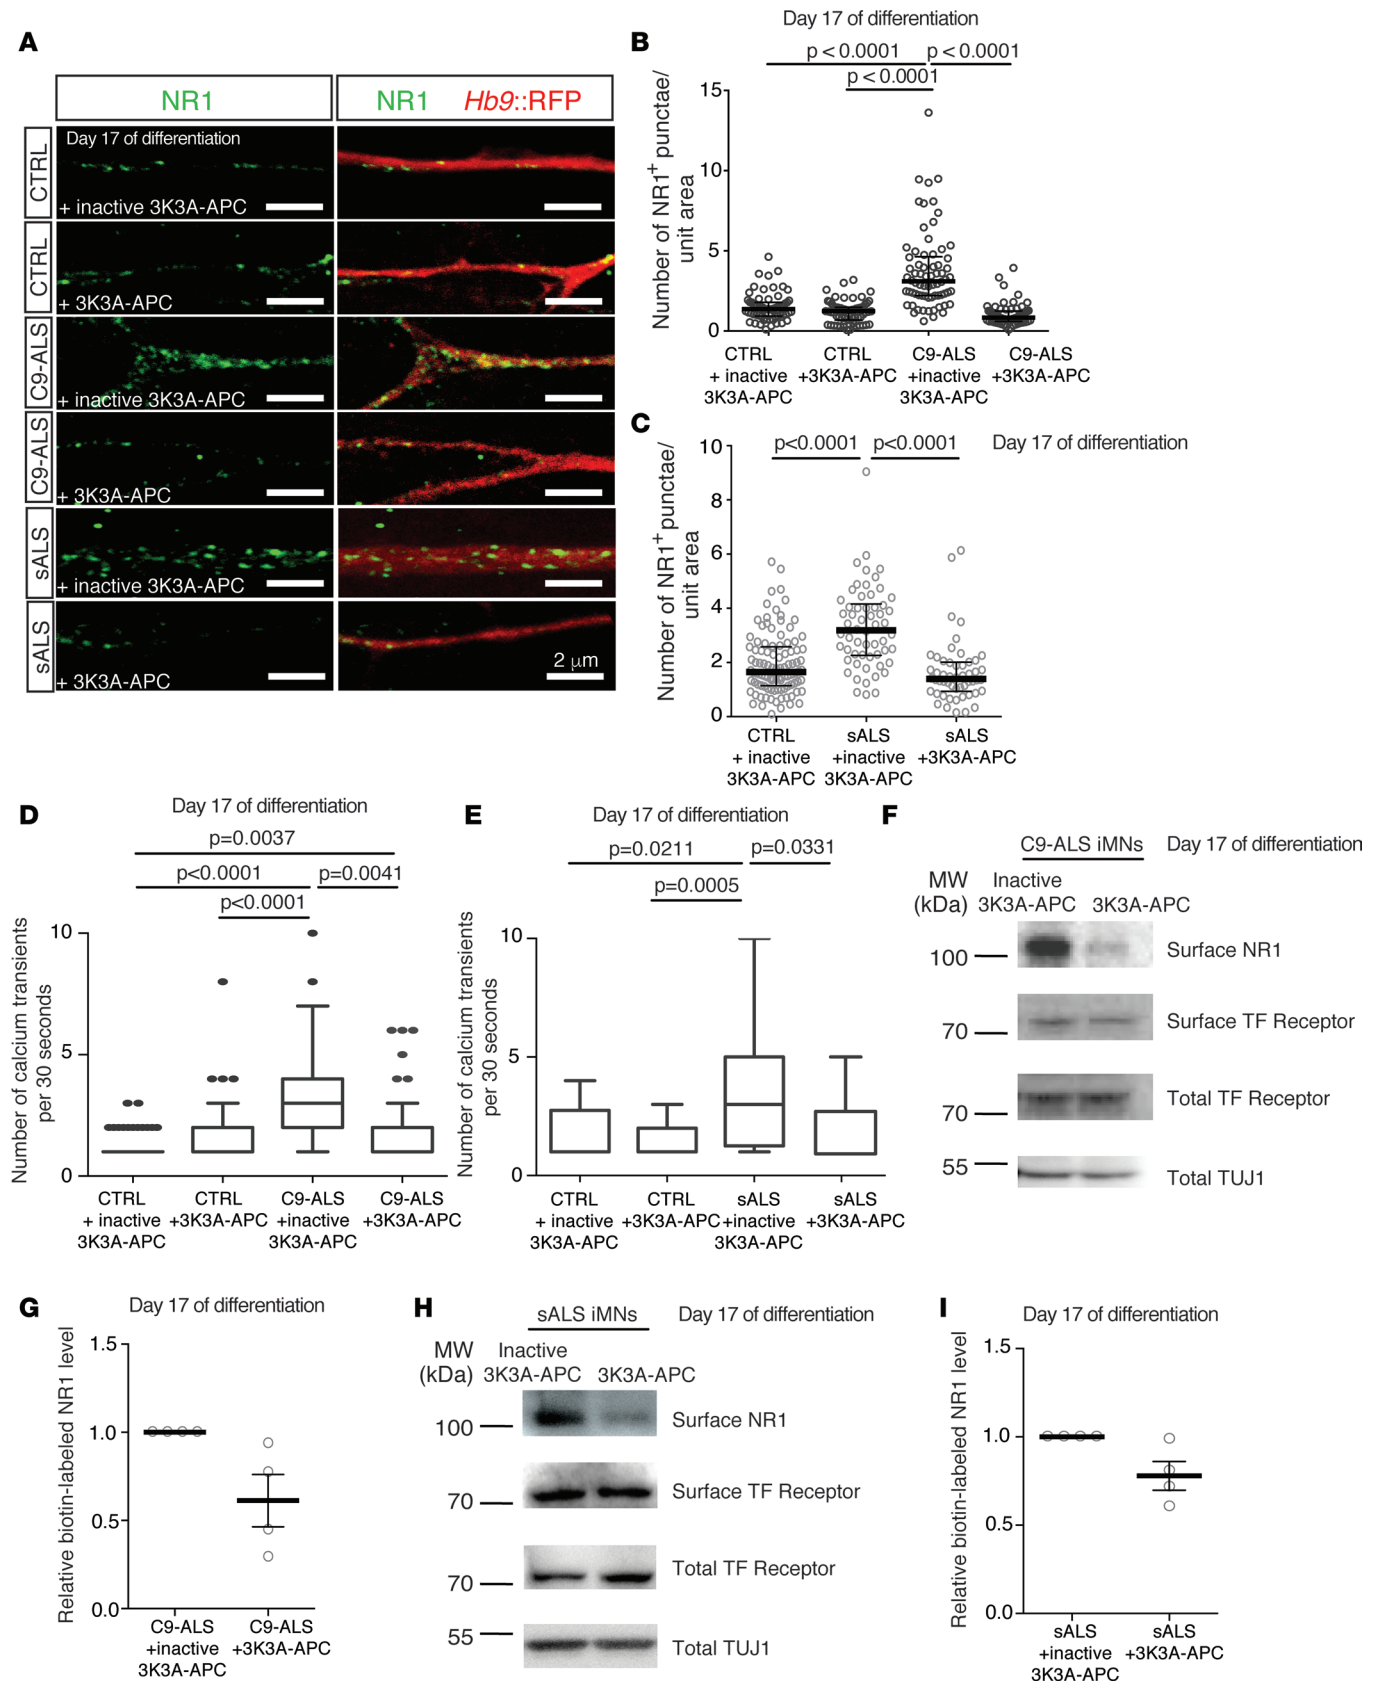 A
NR1
NR1 Hb9::RFP
CTRL
Day 17 of differentiation
+ inactive 3K3A-APC
CTRL
+ 3K3A-APC
C9-ALS
+ inactive 3K3A-APC
C9-ALS
+ 3K3A-APC
sALS
+ inactive 3K3A-APC
sALS
+ 3K3A-APC
2 μm
B
Day 17 of differentiation
p < 0.0001
p < 0.0001
p < 0.0001
Number of NR1+ punctae/
unit area
15
10
5
0
CTRL
+ inactive
3K3A-APC
CTRL
+3K3A-APC
C9-ALS
+inactive
3K3A-APC
C9-ALS
+3K3A-APC
C
Day 17 of differentiation
p<0.0001
p<0.0001
Number of NR1+ punctae/
unit area
10
8
6
4
2
0
CTRL
+ inactive
3K3A-APC
sALS
+inactive
3K3A-APC
sALS
+3K3A-APC
D
Day 17 of differentiation
p=0.0037
p<0.0001
p=0.0041
p<0.0001
Number of calcium transients
per 30 seconds
10
5
0
CTRL
+ inactive
3K3A-APC
CTRL
+3K3A-APC
C9-ALS
+inactive
3K3A-APC
C9-ALS
+3K3A-APC
E
Day 17 of differentiation
p=0.0211
p=0.0331
p=0.0005
Number of calcium transients
per 30 seconds
10
5
0
CTRL
+ inactive
3K3A-APC
CTRL
+3K3A-APC
sALS
+inactive
3K3A-APC
sALS
+3K3A-APC
F
C9-ALS iMNs
Day 17 of differentiation
MW
(kDa)
Inactive
3K3A-APC
3K3A-APC
100
Surface NR1
70
Surface TF Receptor
70
Total TF Receptor
55
Total TUJ1
G
Day 17 of differentiation
Relative biotin-labeled NR1 level
1.5
1.0
0.5
0.0
C9-ALS
+inactive
3K3A-APC
C9-ALS
+3K3A-APC
H
sALS iMNs
Day 17 of differentiation
MW
(kDa)
Inactive
3K3A-APC
3K3A-APC
100
Surface NR1
70
Surface TF Receptor
70
Total TF Receptor
55
Total TUJ1
I
Day 17 of differentiation
Relative biotin-labeled NR1 level
1.5
1.0
0.5
0.0
sALS
+inactive
3K3A-APC
sALS
+3K3A-APC